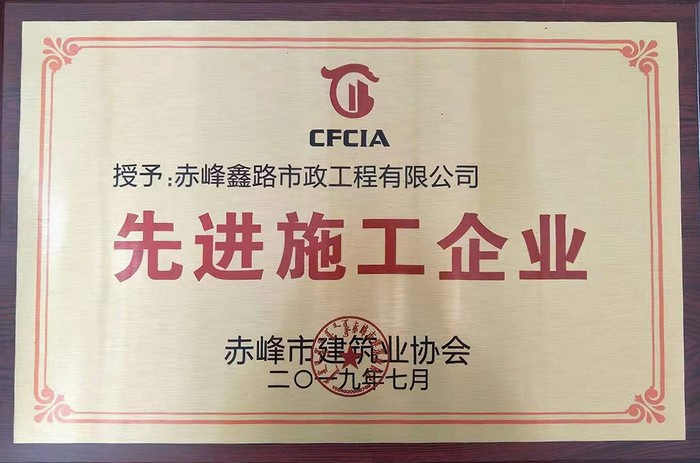 CFCIA
授予:赤峰鑫路市政工程有限公司
先进施工企业
赤峰市建筑业协会
二〇一九年七月